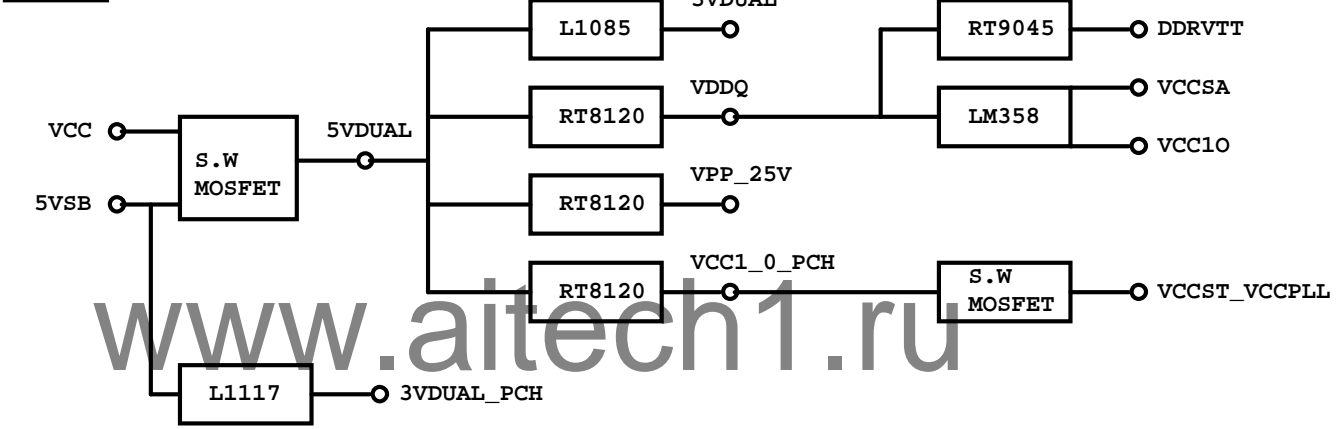 3VDUAL
L1085
RT9045
DDRVTT
VDDQ
RT8120
LM358
VCCSA
VCC1O
VCC
5VSB
S.W
MOSFET
5VDUAL
VPP_25V
RT8120
VCC1_0_PCH
RT8120
S.W
MOSFET
VCCST_VCCPLL
www.aitech1.ru
L1117
3VDUAL_PCH